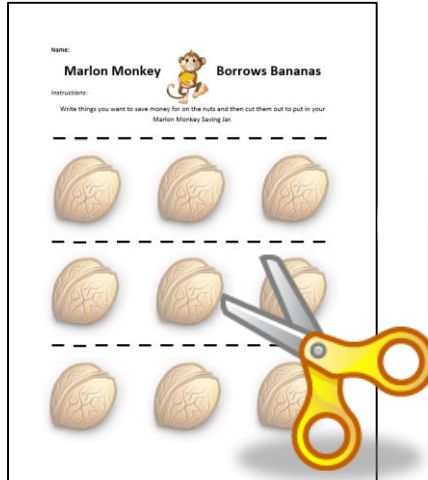 Name:
Marlon Monkey Borrows Bananas
Instructions:
Write things you want to save money for on the nuts and then cut them out to put in your
Marlon Monkey Saving Jar.